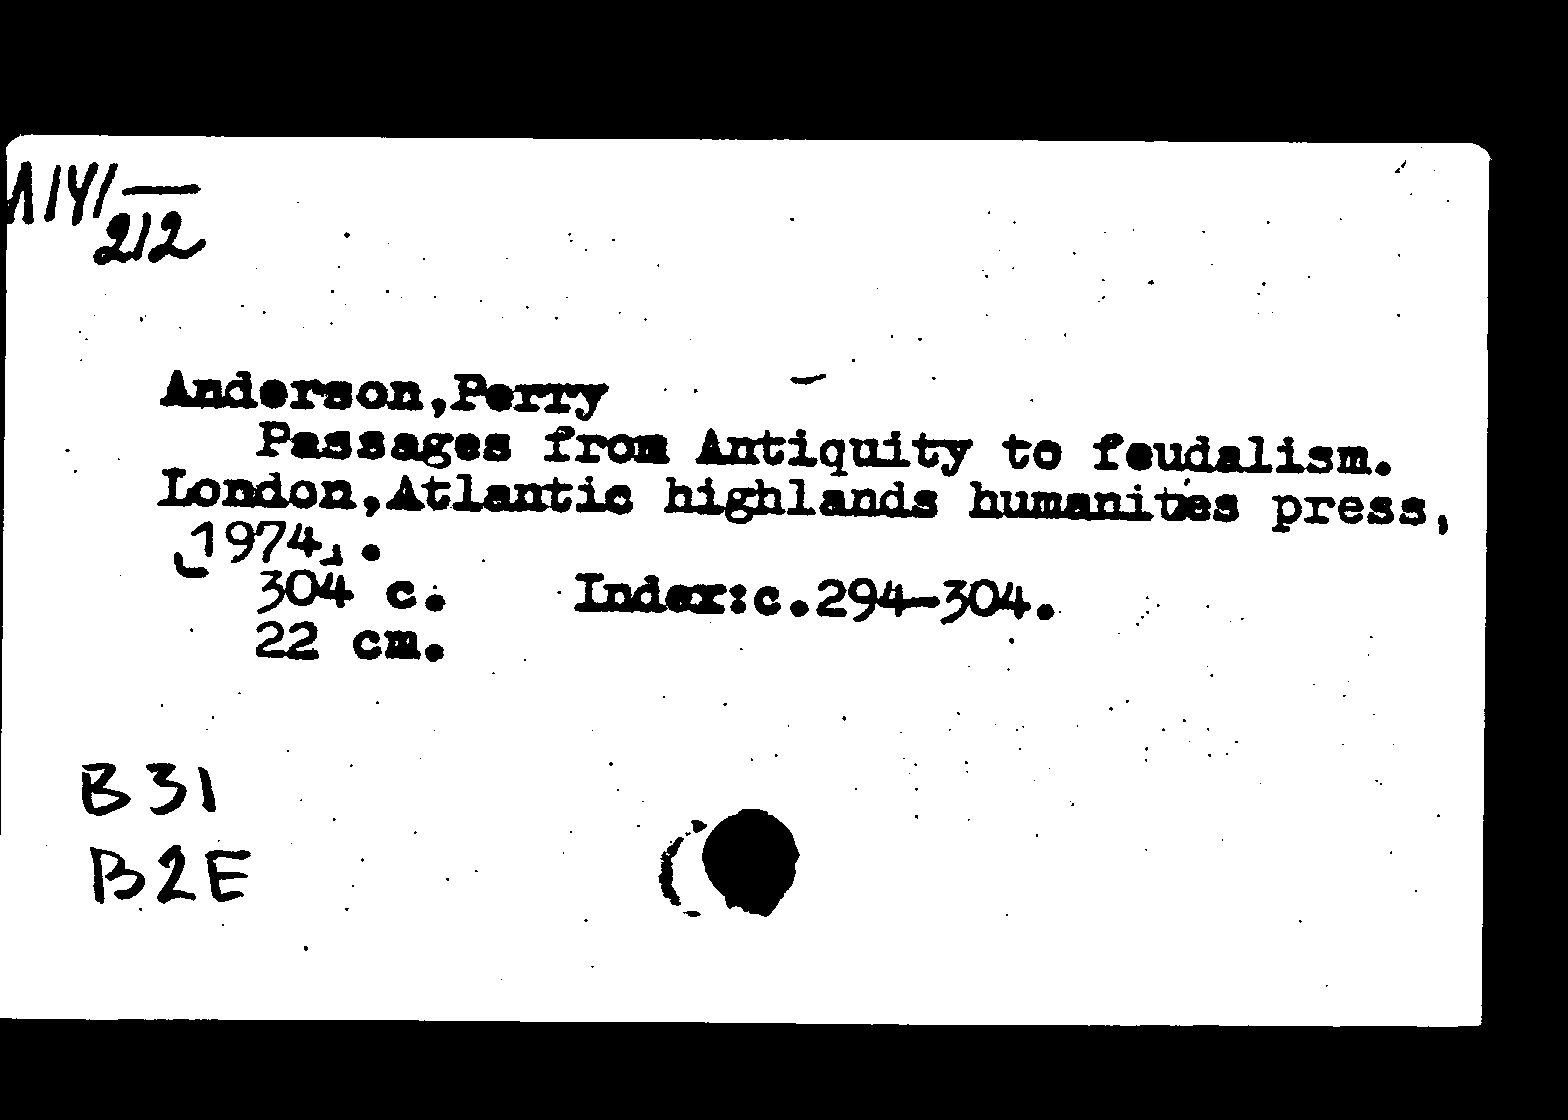 1141/—
212
Anderson,Perry
Passages from Antiquity to feudalism.
London,Atlantic highlands humanities press,
[1974].
304 c. Index:c.294-304.
22 cm.
B31
B2E